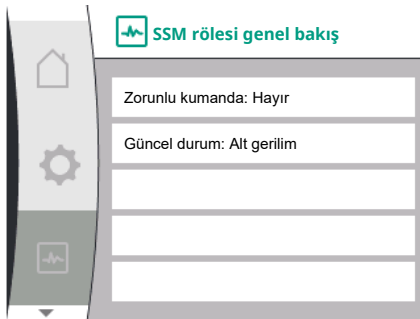 SSM rölesi genel bakış
Zorunlu kumanda: Hayır
Güncel durum: Alt gerilim